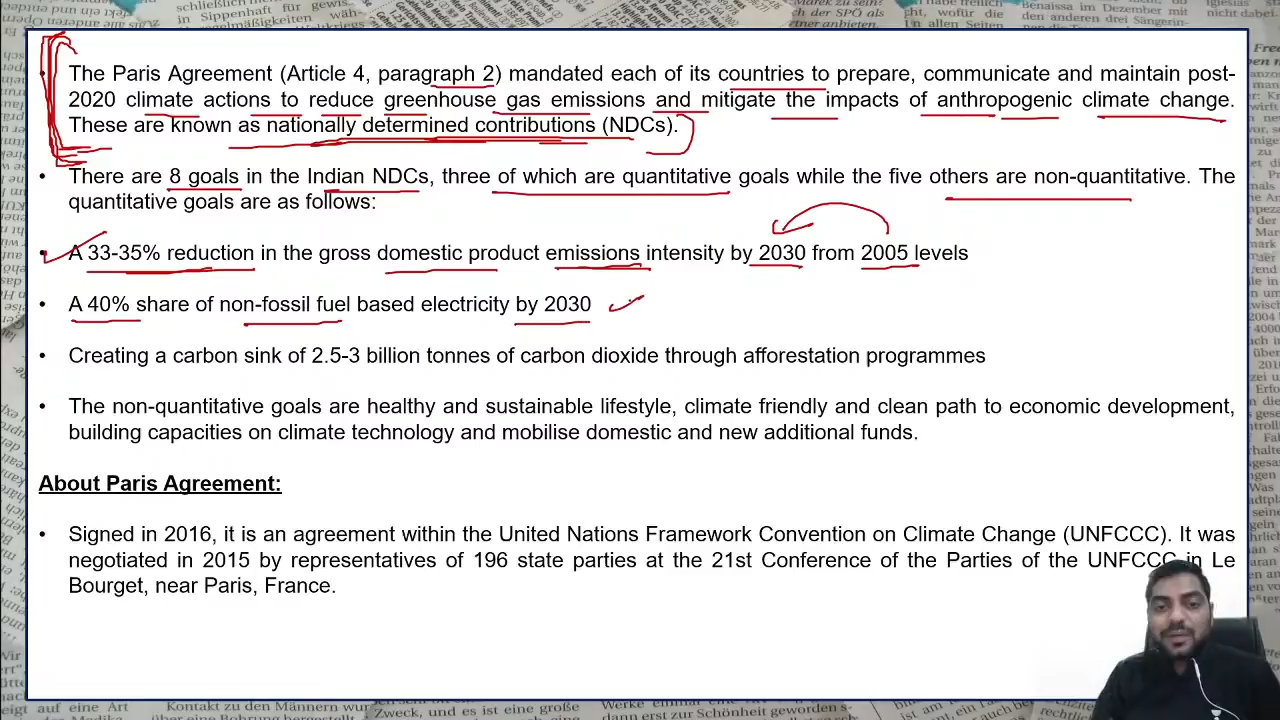 • The Paris Agreement (Article 4, paragraph 2) mandated each of its countries to prepare, communicate and maintain post-
2020 climate actions to reduce greenhouse gas emissions and mitigate the impacts of anthropogenic climate change.
These are known as nationally determined contributions (NDCs).
• There are 8 goals in the Indian NDCs, three of which are quantitative goals while the five others are non-quantitative. The
quantitative goals are as follows:
• A 33-35% reduction in the gross domestic product emissions intensity by 2030 from 2005 levels
• A 40% share of non-fossil fuel based electricity by 2030
• Creating a carbon sink of 2.5-3 billion tonnes of carbon dioxide through afforestation programmes
• The non-quantitative goals are healthy and sustainable lifestyle, climate friendly and clean path to economic development,
building capacities on climate technology and mobilise domestic and new additional funds.
About Paris Agreement:
• Signed in 2016, it is an agreement within the United Nations Framework Convention on Climate Change (UNFCCC). It was
negotiated in 2015 by representatives of 196 state parties at the 21st Conference of the Parties of the UNFCCC in Le
Bourget, near Paris, France.